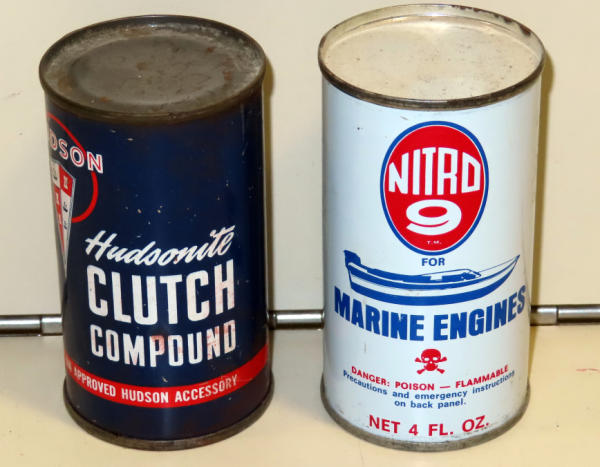 DSON
Hudsonite
CLUTCH
COMPOUND
APPROVED HUDSON ACCESSORY
NITRO
9
T.M.
FOR
MARINE ENGINES
DANGER: POISON — FLAMMABLE
Precautions and emergency instructions
on back panel.
NET 4 FL. OZ.